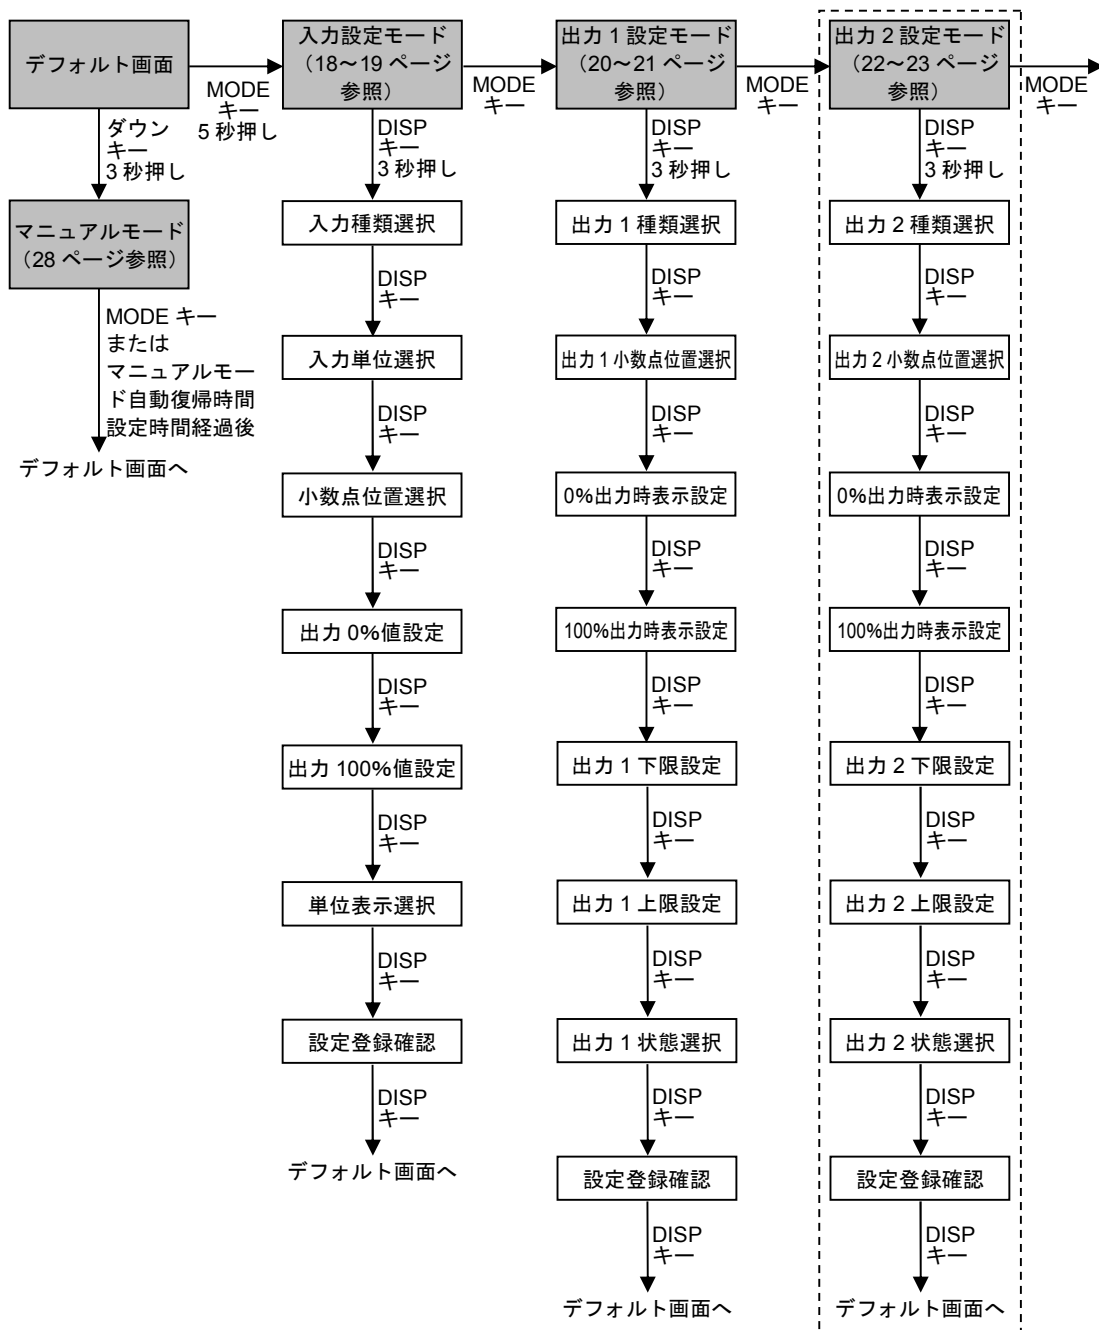 デフォルト画面
MODE
キー
5 秒押し
ダウン
キー
3 秒押し
マニュアルモード
（28 ページ参照）
MODE キー
または
マニュアルモー
ド自動復帰時間
設定時間経過後
デフォルト画面へ
入力設定モード
（18～19 ページ
参照）
MODE
キー
DISP
キー
3 秒押し
入力種類選択
DISP
キー
入力単位選択
DISP
キー
小数点位置選択
DISP
キー
出力 0%値設定
DISP
キー
出力 100%値設定
DISP
キー
単位表示選択
DISP
キー
設定登録確認
DISP
キー
デフォルト画面へ
出力 1 設定モード
（20～21 ページ
参照）
MODE
キー
DISP
キー
3 秒押し
出力 1 種類選択
DISP
キー
出力 1 小数点位置選択
DISP
キー
0%出力時表示設定
DISP
キー
100%出力時表示設定
DISP
キー
出力 1 下限設定
DISP
キー
出力 1 上限設定
DISP
キー
出力 1 状態選択
DISP
キー
設定登録確認
DISP
キー
デフォルト画面へ
出力 2 設定モード
（22～23 ページ
参照）
MODE
キー
DISP
キー
3 秒押し
出力 2 種類選択
DISP
キー
出力 2 小数点位置選択
DISP
キー
0%出力時表示設定
DISP
キー
100%出力時表示設定
DISP
キー
出力 2 下限設定
DISP
キー
出力 2 上限設定
DISP
キー
出力 2 状態選択
DISP
キー
設定登録確認
DISP
キー
デフォルト画面へ